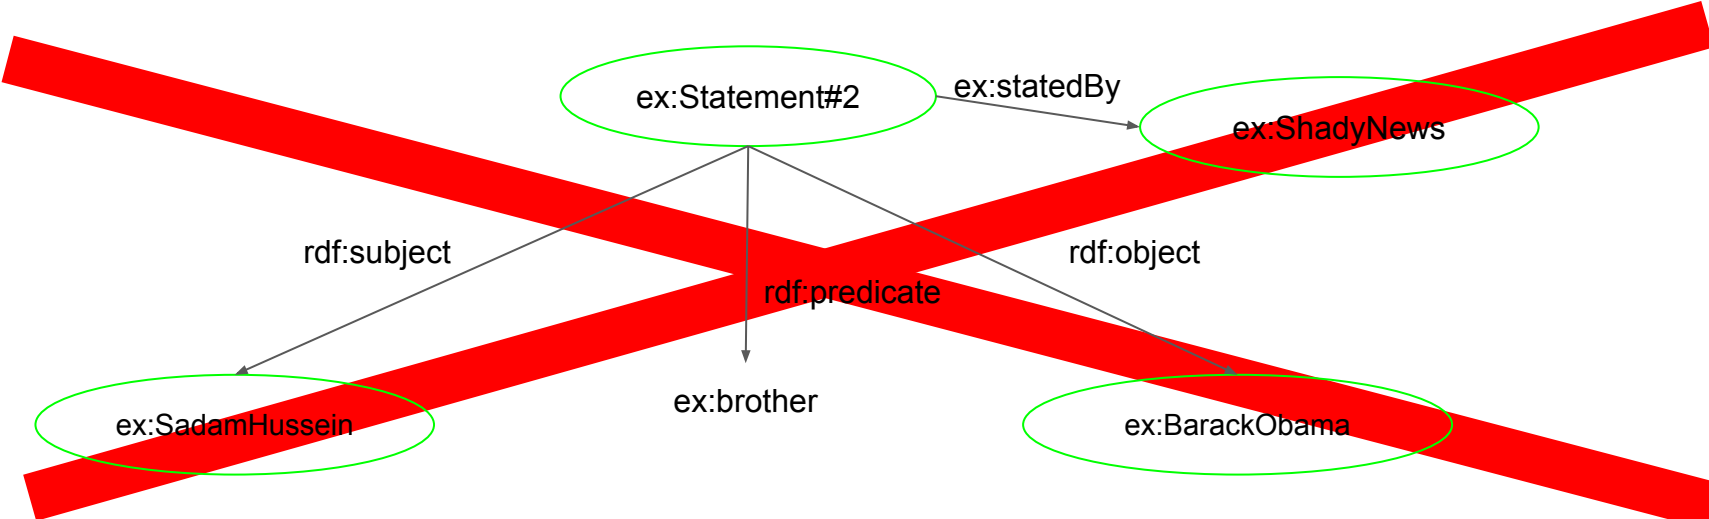 ex:Statement#2
ex:statedBy
ex:ShadyNews
rdf:subject
rdf:object
rdf:predicate
ex:brother
ex:SadamHussein
ex:BarackObama